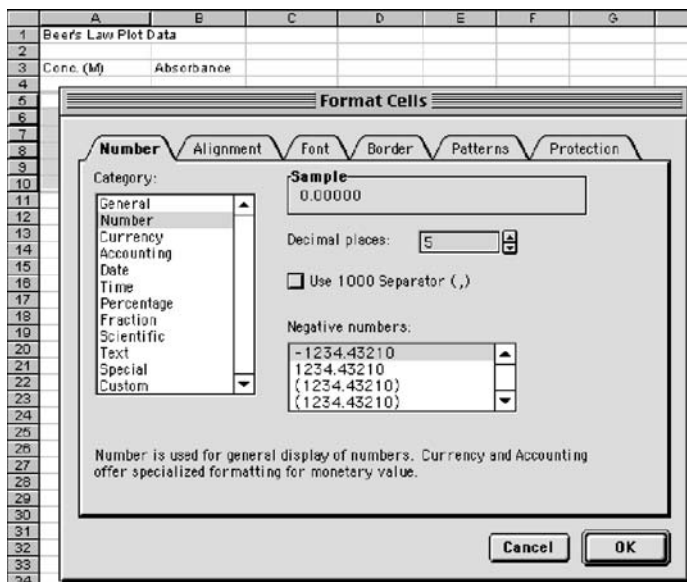 A B C D E F G
1 Beer's Law Plot Data
2
3 Conc. (M) Absorbance
4
5
Format Cells
6
7
8
9
10
Number Alignment Font Border Patterns Protection
Category:
General
Number
Currency
Accounting
Date
Time
Percentage
Fraction
Scientific
Text
Special
Custom
Sample
0.00000
Decimal places: 5
Use 1000 Separator (,)
Negative numbers:
-1234.43210
1234.43210
(1234.43210)
(1234.43210)
Number is used for general display of numbers. Currency and Accounting
offer specialized formatting for monetary value.
Cancel OK
11
12
13
14
15
16
17
18
19
20
21
22
23
24
25
26
27
28
29
30
31
32
33
34